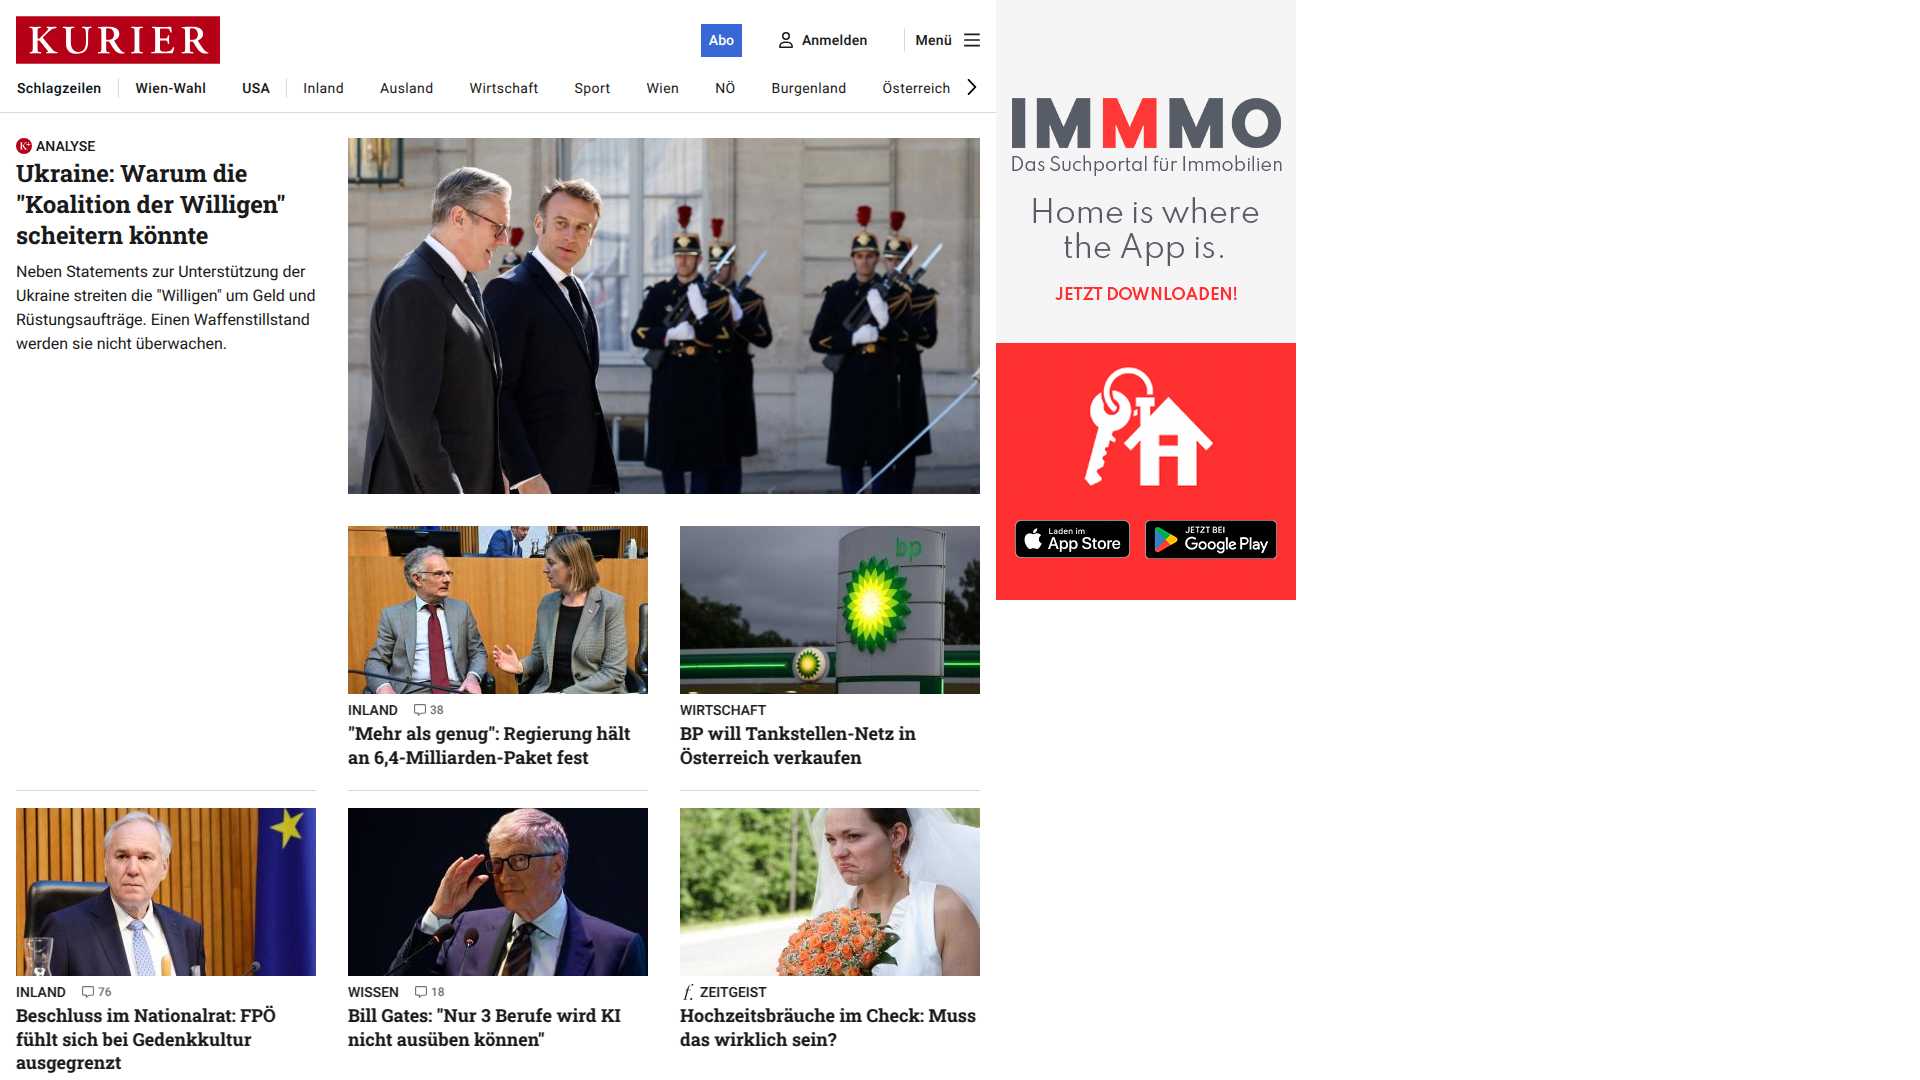 KURIER
Abo
Anmelden
Menü
Schlagzeilen
Wien-Wahl
USA
Inland
Ausland
Wirtschaft
Sport
Wien
NÖ
Burgenland
Österreich
K+ ANALYSE
Ukraine: Warum die
"Koalition der Willigen"
scheitern könnte
Neben Statements zur Unterstützung der
Ukraine streiten die "Willigen" um Geld und
Rüstungsaufträge. Einen Waffenstillstand
werden sie nicht überwachen.
bp
INLAND 38
"Mehr als genug": Regierung hält
an 6,4-Milliarden-Paket fest
WIRTSCHAFT
BP will Tankstellen-Netz in
Österreich verkaufen
INLAND 76
Beschluss im Nationalrat: FPÖ
fühlt sich bei Gedenkkultur
ausgegrenzt
WISSEN 18
Bill Gates: "Nur 3 Berufe wird KI
nicht ausüben können"
f. ZEITGEIST
Hochzeitsbräuche im Check: Muss
das wirklich sein?
IMMMO
Das Suchportal für Immobilien
Home is where
the App is.
JETZT DOWNLOADEN!
Laden im
App Store
JETZT BEI
Google Play